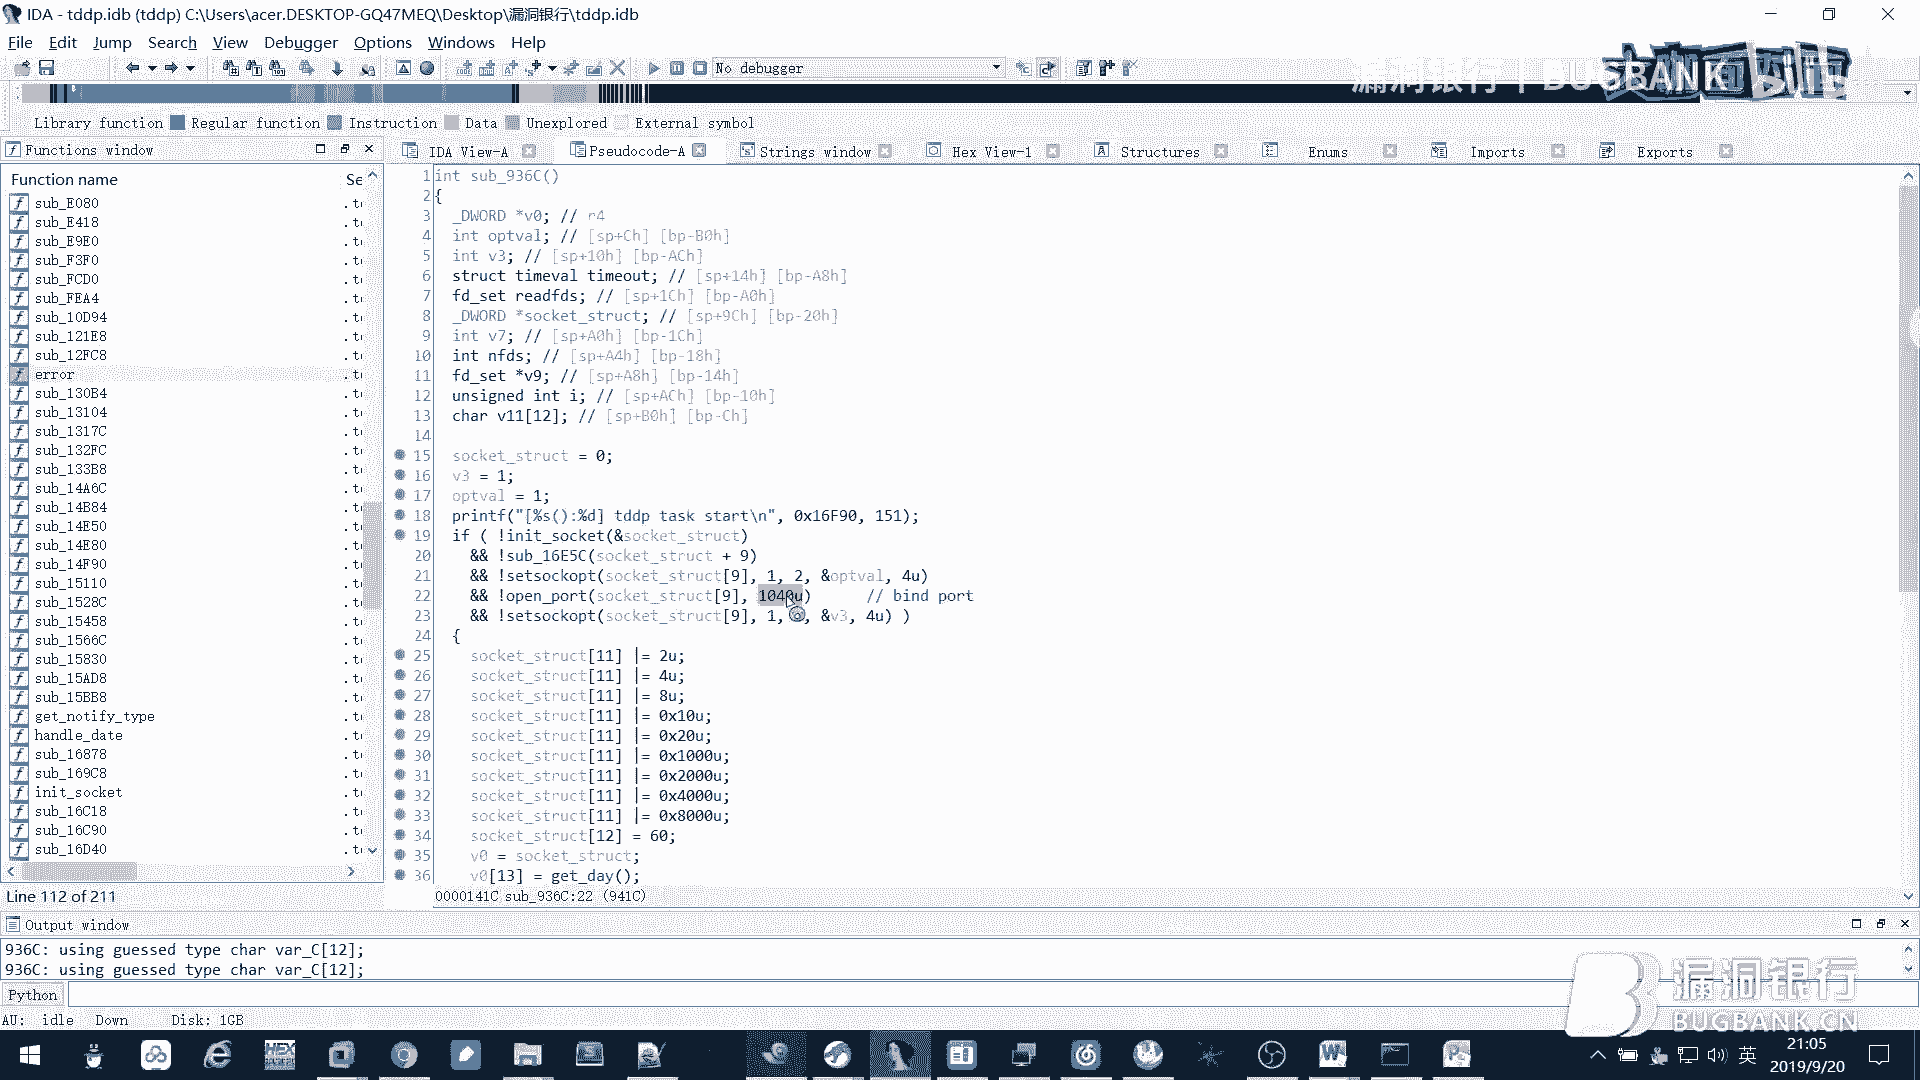 IDA - tddp.idb (tddp) C:\Users\acer.DESKTOP-GQ47MEQ\Desktop\漏洞银行\tddp.idb
File Edit Jump Search View Debugger Options Windows Help
No debugger
漏洞银行 | BUGBANK
Library function Regular function Instruction Data Unexplored External symbol
Functions window
IDA View-A Pseudocode-A Strings window Hex View-1 Structures Enums Imports Exports
Function name Se
sub_E080 .t
sub_E418 .t
sub_E9E0 .t
sub_F3F0 .t
sub_FCD0 .t
sub_FEA4 .t
sub_10D94 .t
sub_121E8 .t
sub_12FC8 .t
error .t
sub_130B4 .t
sub_13104 .t
sub_1317C .t
sub_132FC .t
sub_133B8 .t
sub_14A6C .t
sub_14B84 .t
sub_14E50 .t
sub_14E80 .t
sub_14F90 .t
sub_15110 .t
sub_1528C .t
sub_15458 .t
sub_1566C .t
sub_15830 .t
sub_15AD8 .t
sub_15BB8 .t
get_notify_type .t
handle_date .t
sub_16878 .t
sub_169C8 .t
init_socket .t
sub_16C18 .t
sub_16C90 .t
sub_16D40 .t
Line 112 of 211
1 int sub_936C()
2 {
3 _DWORD *v0; // r4
4 int optval; // [sp+Ch] [bp-B0h]
5 int v3; // [sp+10h] [bp-ACh]
6 struct timeval timeout; // [sp+14h] [bp-A8h]
7 fd_set readfds; // [sp+1Ch] [bp-A0h]
8 _DWORD *socket_struct; // [sp+9Ch] [bp-20h]
9 int v7; // [sp+A0h] [bp-1Ch]
10 int nfds; // [sp+A4h] [bp-18h]
11 fd_set *v9; // [sp+A8h] [bp-14h]
12 unsigned int i; // [sp+ACh] [bp-10h]
13 char v11[12]; // [sp+B0h] [bp-Ch]
14
15 socket_struct = 0;
16 v3 = 1;
17 optval = 1;
18 printf("[%s():%d] tddp task start\n", 0x16F90, 151);
19 if ( !init_socket(&socket_struct)
20 && !sub_16E5C(socket_struct + 9)
21 && !setsockopt(socket_struct[9], 1, 2, &optval, 4u)
22 && !open_port(socket_struct[9], 1040u) // bind port
23 && !setsockopt(socket_struct[9], 1, , &v3, 4u) )
24 {
25 socket_struct[11] |= 2u;
26 socket_struct[11] |= 4u;
27 socket_struct[11] |= 8u;
28 socket_struct[11] |= 0x10u;
29 socket_struct[11] |= 0x20u;
30 socket_struct[11] |= 0x1000u;
31 socket_struct[11] |= 0x2000u;
32 socket_struct[11] |= 0x4000u;
33 socket_struct[11] |= 0x8000u;
34 socket_struct[12] = 60;
35 v0 = socket_struct;
36 v0[13] = get_day();
0000141C sub_936C:22 (941C)
Output window
936C: using guessed type char var_C[12];
936C: using guessed type char var_C[12];
Python
AU: idle Down Disk: 1GB
漏洞银行
BUGBANK.CN
英
21:05
2019/9/20